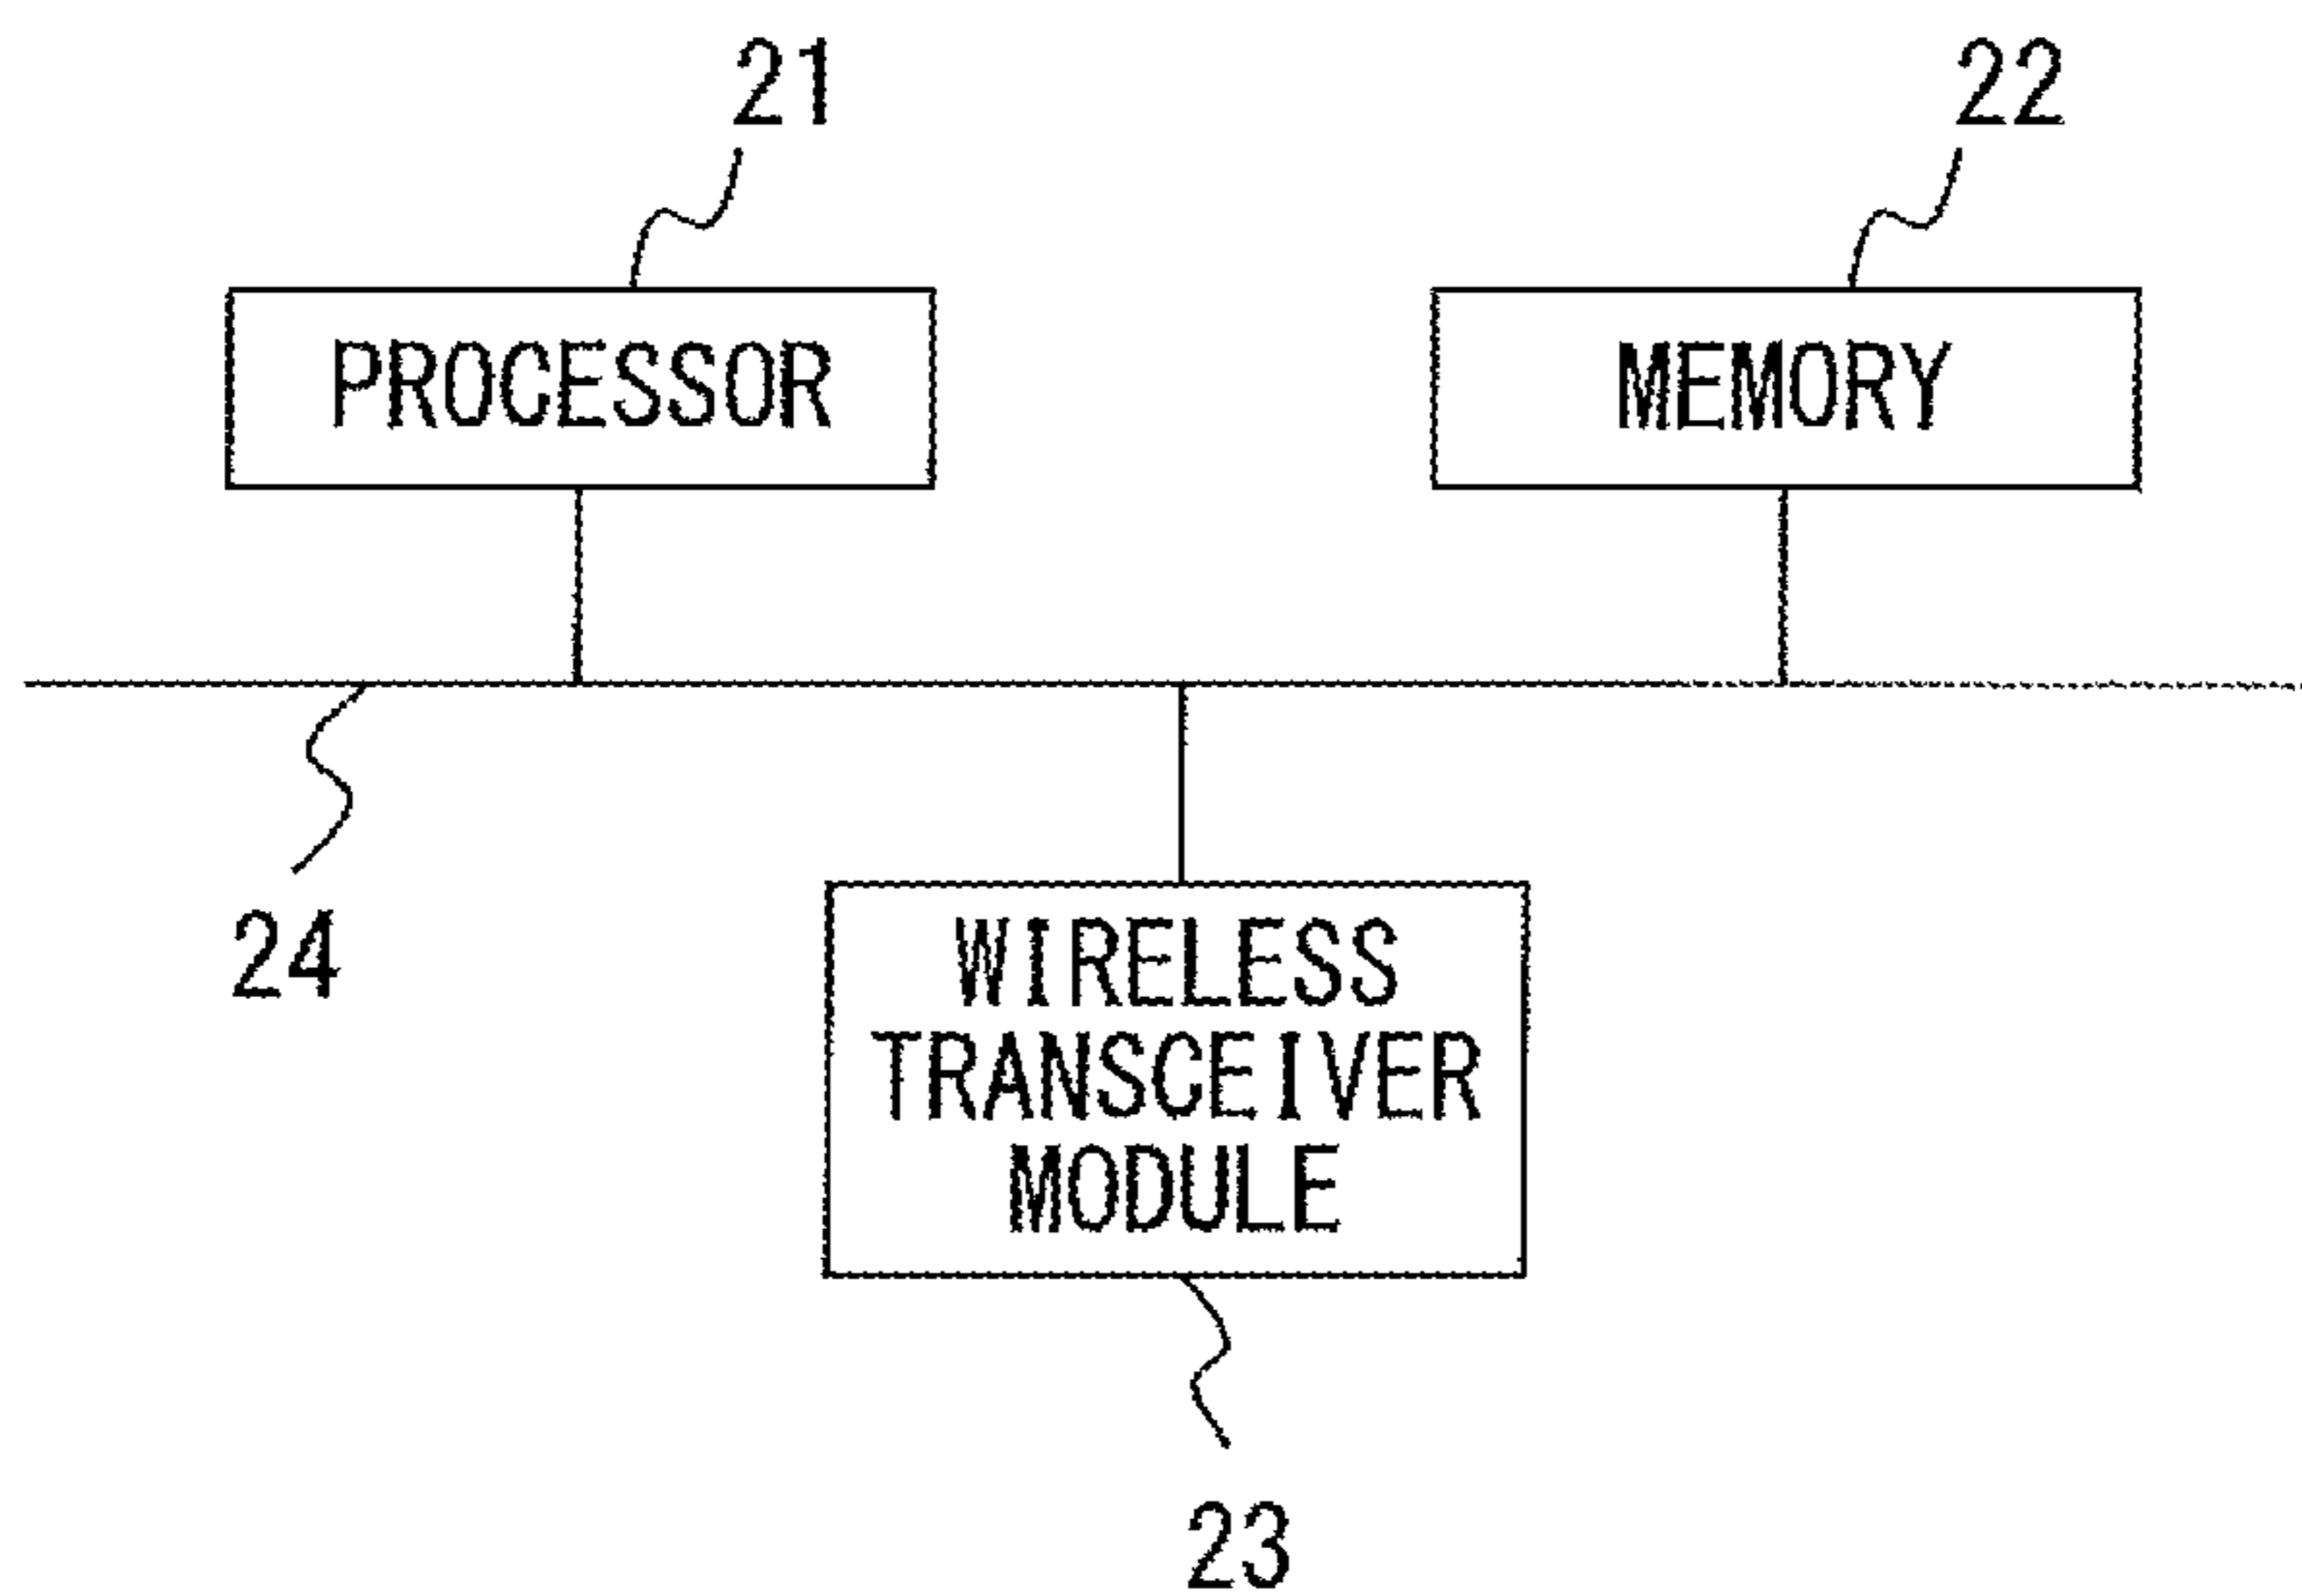 21
22
PROCESSOR
MEMORY
24
WIRELESS
TRANSCEIVER
MODULE
23